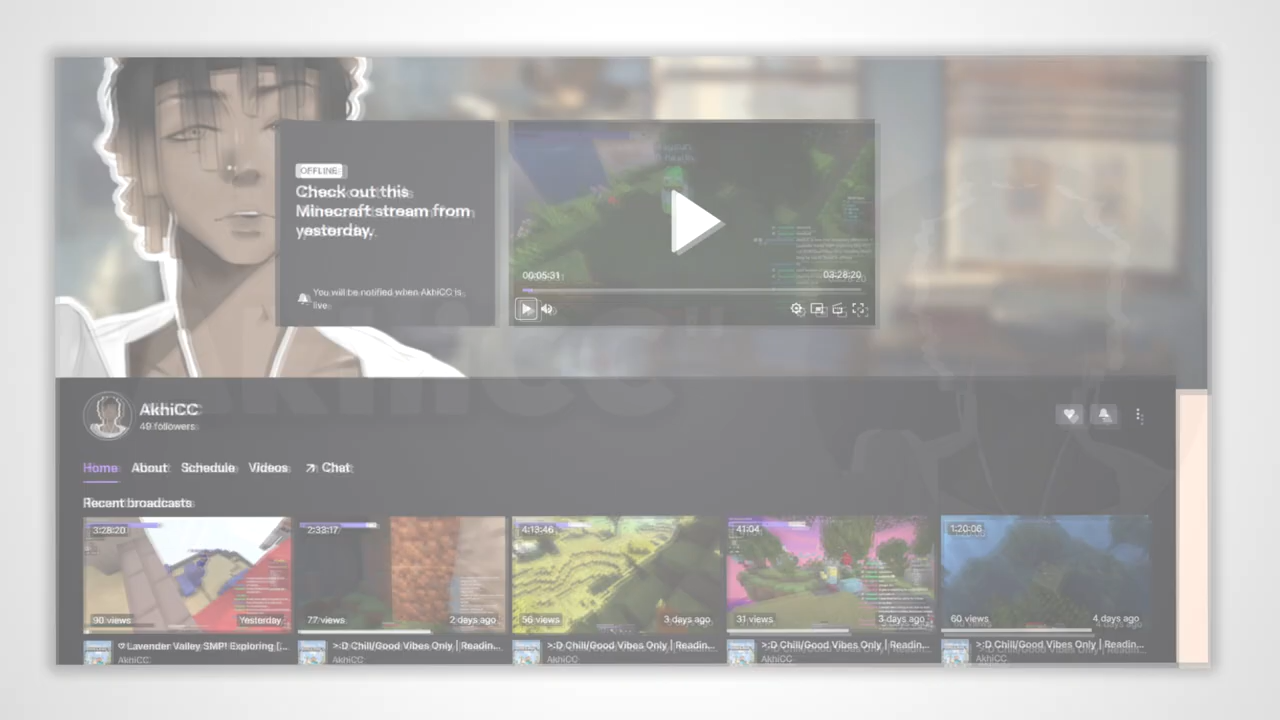 OFFLINE
Check out this
Minecraft stream from
yesterday.
You will be notified when AkhiCC is
live.
00:05:31
03:28:20
AkhiCC
AkhiCC
49 followers
Home About Schedule Videos Chat
Recent broadcasts
3:28:20
2:33:17
4:13:46
41:04
1:20:06
90 views
Yesterday
77 views
2 days ago
56 views
3 days ago
31 views
3 days ago
60 views
4 days ago
Lavender Valley SMP! Exploring [...
>:D Chill/Good Vibes Only | Readin...
>:D Chill/Good Vibes Only | Readin...
>:D Chill/Good Vibes Only | Readin...
>:D Chill/Good Vibes Only | Readin...
AkhiCC
AkhiCC
AkhiCC
AkhiCC
AkhiCC